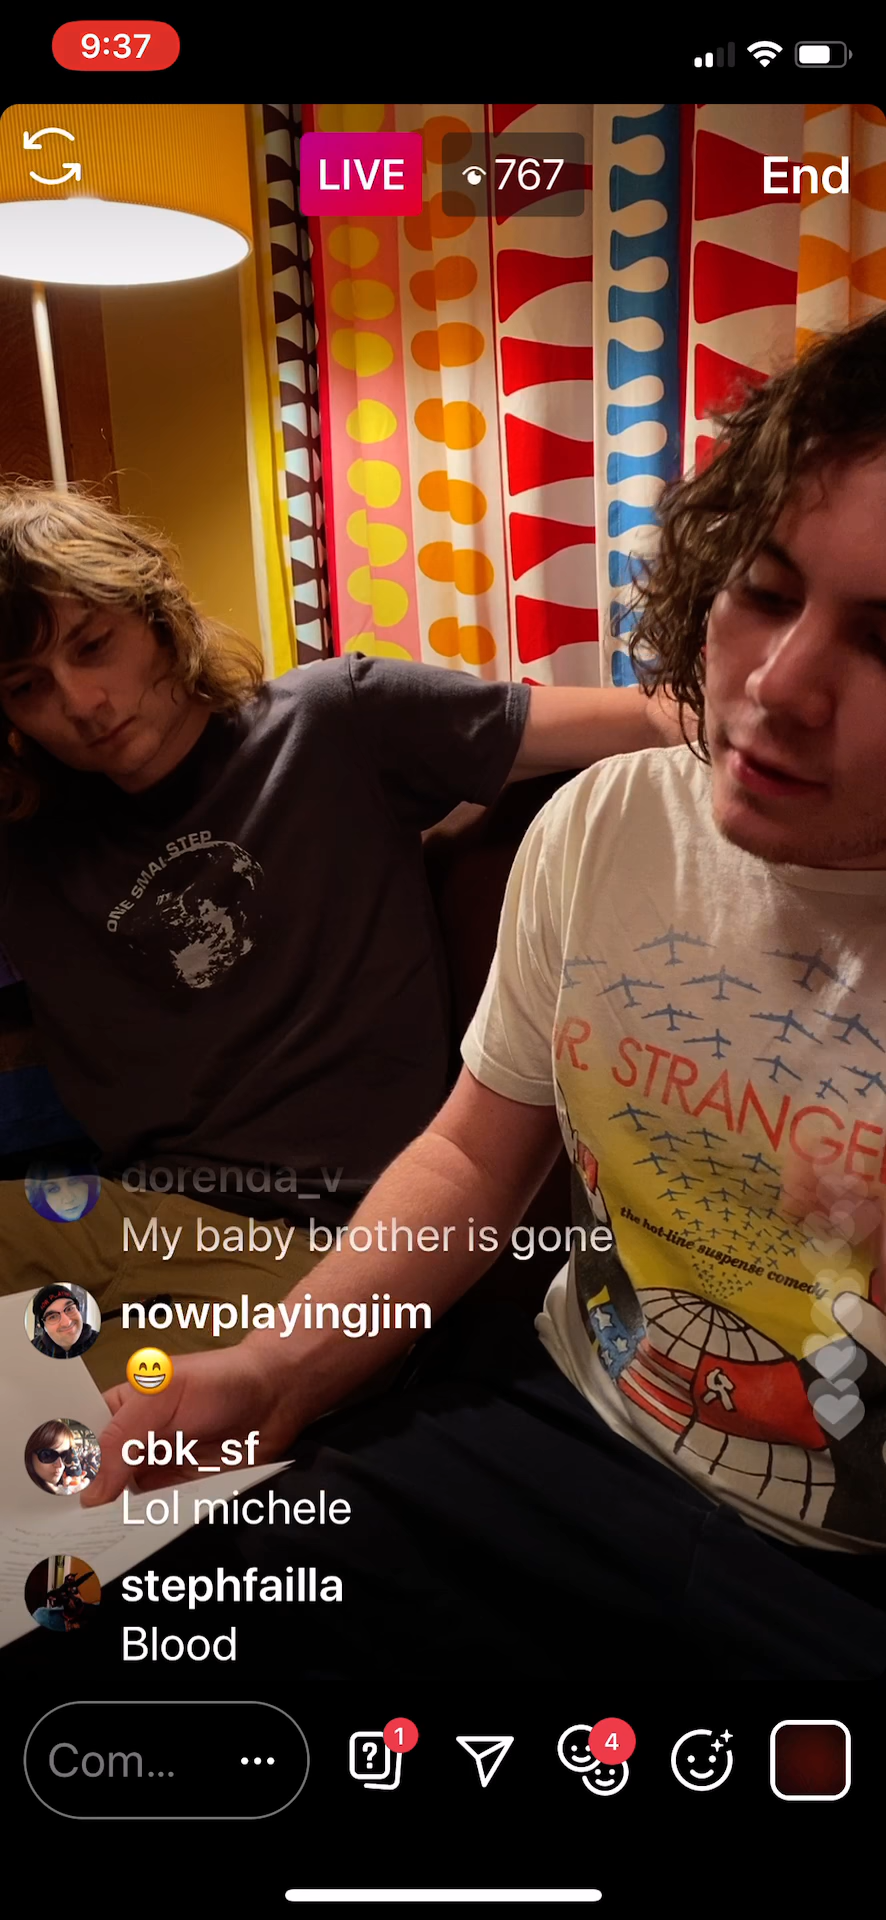 9:37
LIVE
767
End
ONE SMAL STEP
R. STRANGE
the hot-line suspense comedy
dorenda_v
My baby brother is gone
nowplayingjim
😁
cbk_sf
Lol michele
stephfailla
Blood
Com...
1
?
4